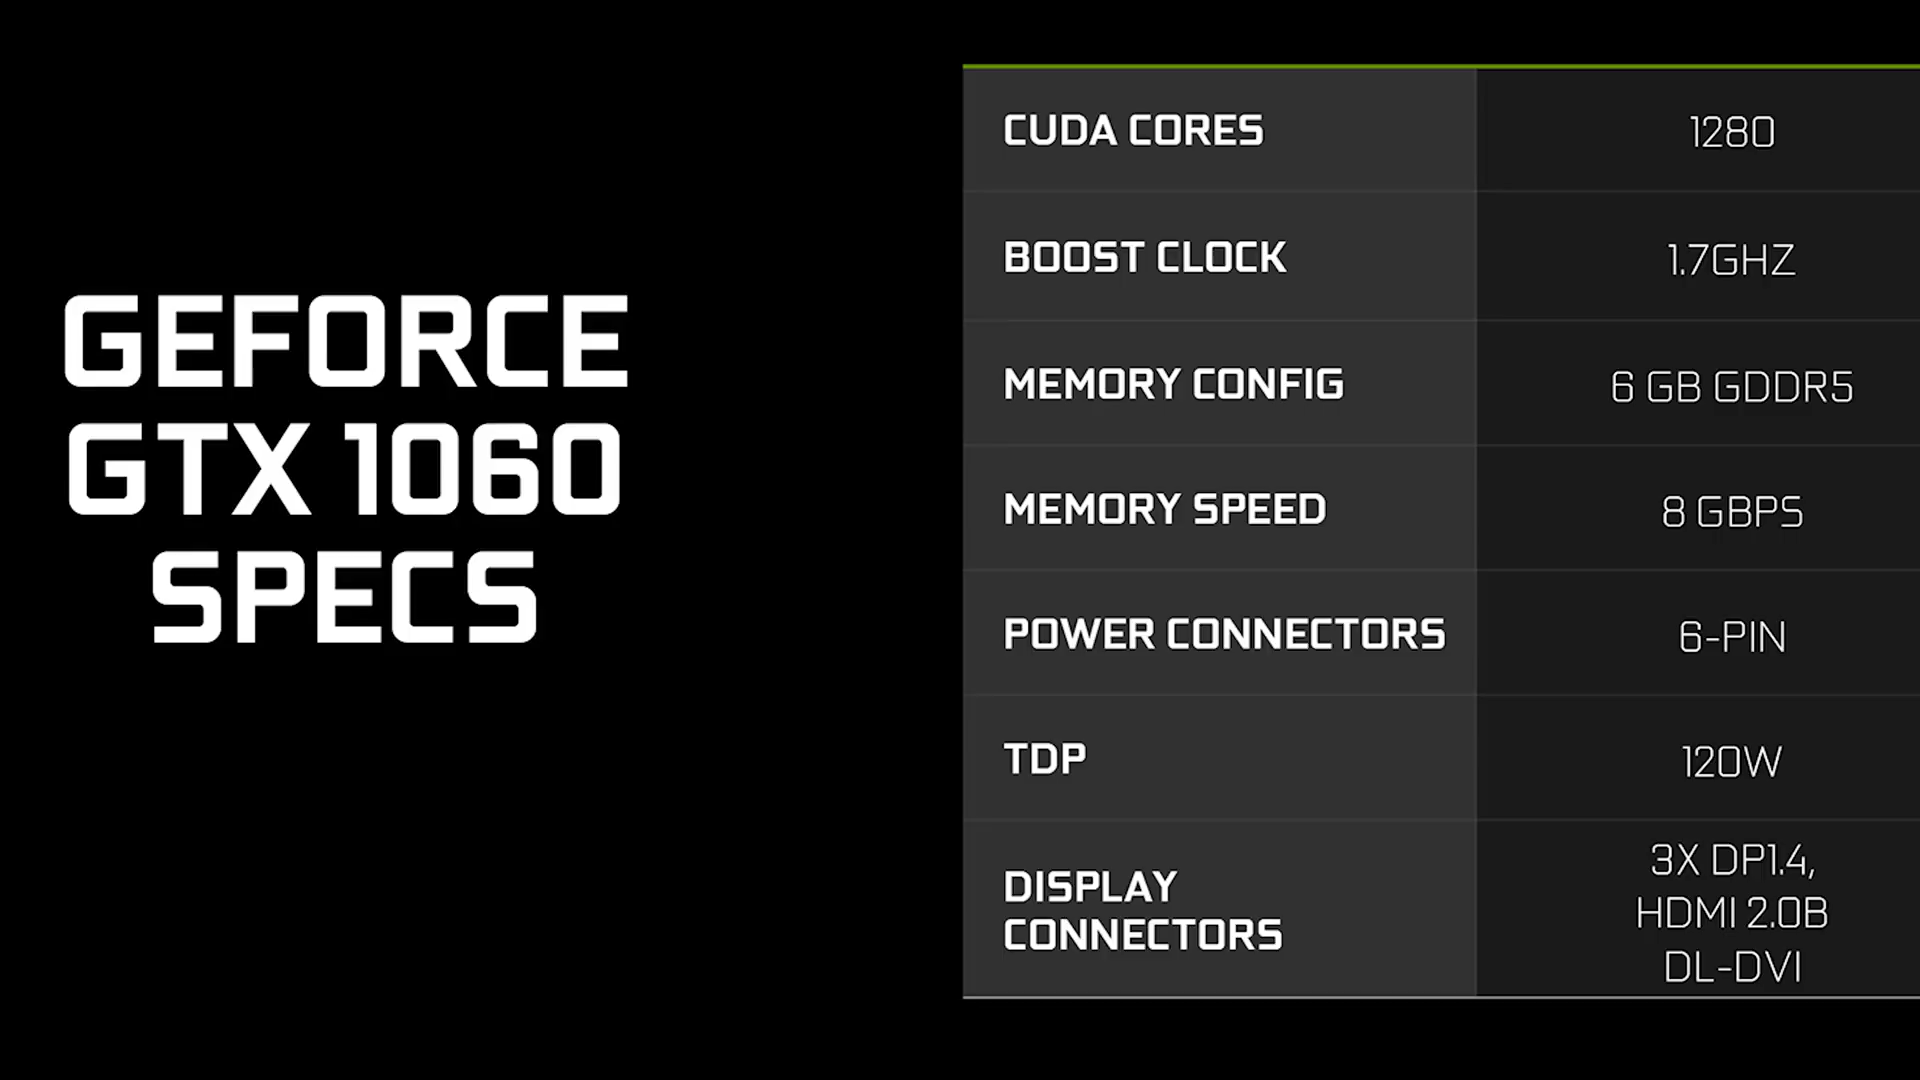 GEFORCE
GTX 1060
SPECS
CUDA CORES 1280
BOOST CLOCK 1.7GHZ
MEMORY CONFIG 6 GB GDDR5
MEMORY SPEED 8 GBPS
POWER CONNECTORS 6-PIN
TDP 120W
DISPLAY
CONNECTORS
3X DP1.4,
HDMI 2.0B
DL-DVI